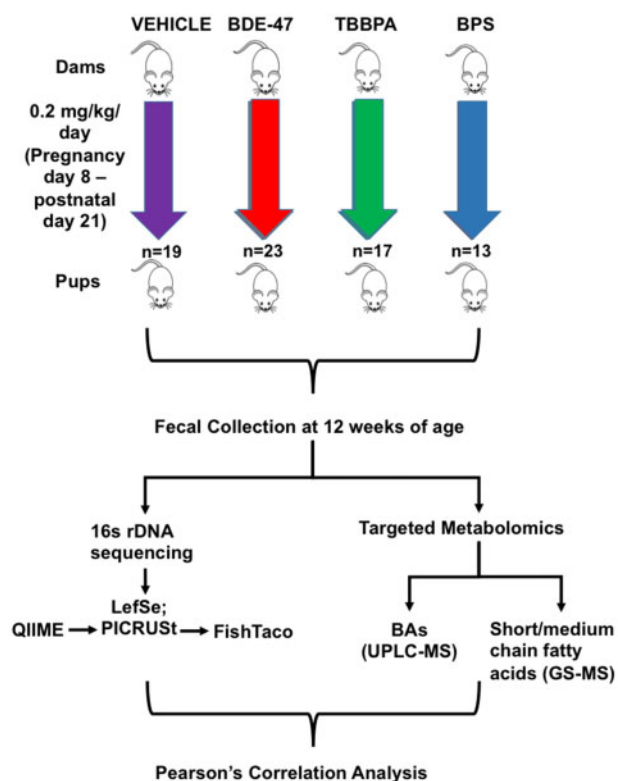 VEHICLE BDE-47 TBBPA BPS
Dams
0.2 mg/kg/
day
(Pregnancy
day 8 –
postnatal
day 21)
n=19 n=23 n=17 n=13
Pups
Fecal Collection at 12 weeks of age
16s rDNA
sequencing
Targeted Metabolomics
LefSe;
QIIME PICRUSt FishTaco
BAs
(UPLC-MS)
Short/medium
chain fatty
acids (GS-MS)
Pearson's Correlation Analysis